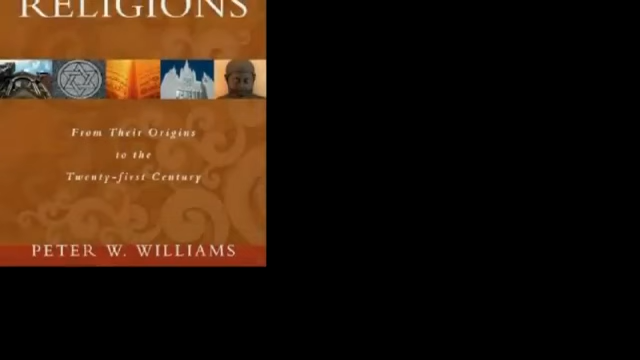 RELIGIONS
From Their Origins
to the
Twenty-first Century
PETER W. WILLIAMS